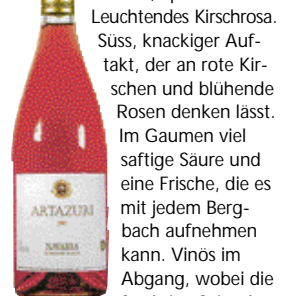 Leuchtendes Kirschrosa.
Süss, knackiger Auf-
takt, der an rote Kir-
schen und blühende
Rosen denken lässt.
Im Gaumen viel
saftige Säure und
eine Frische, die es
mit jedem Berg-
bach aufnehmen
kann. Vinös im
Abgang, wobei die
ARTAZURI
NAVARRA